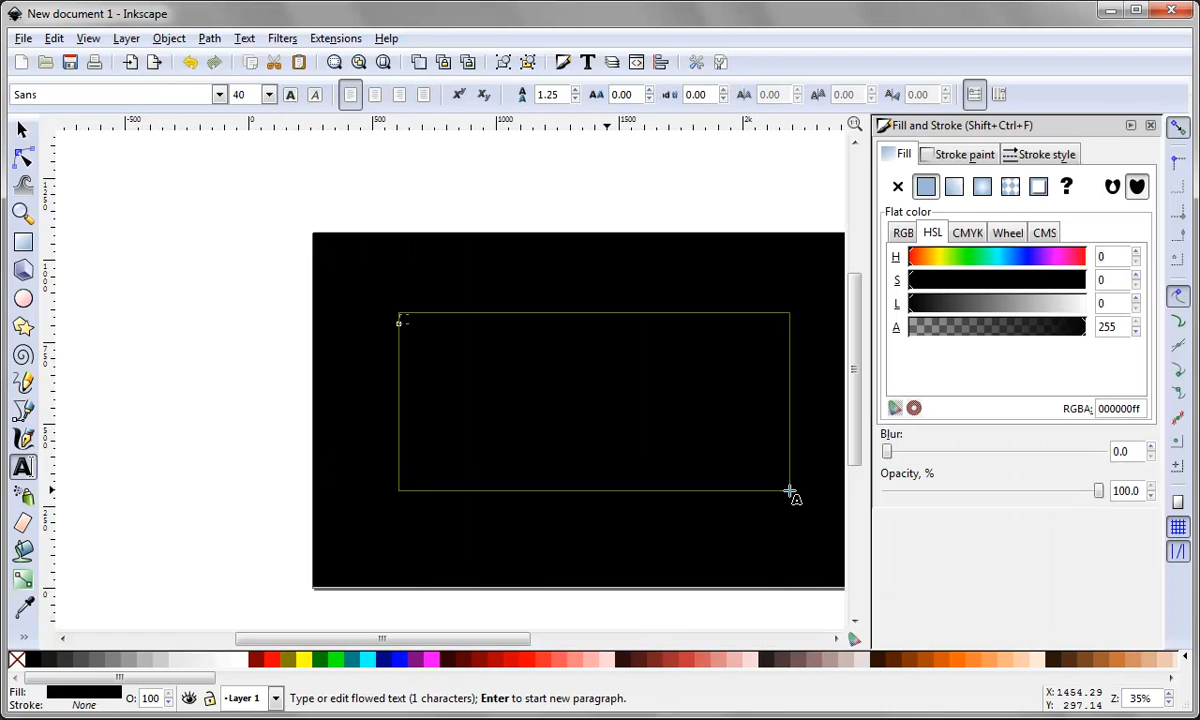 New document 1 - Inkscape
File Edit View Layer Object Path Text Filters Extensions Help
Sans 40 1.25 0.00 0.00 0.00 0.00 0.00
-500 0 500 1000 1500 2k
Fill and Stroke (Shift+Ctrl+F)
Fill Stroke paint Stroke style
Flat color
RGB HSL CMYK Wheel CMS
H 0
S 0
L 0
A 255
RGBA: 000000ff
Blur:
0.0
Opacity, %
100.0
Fill: O: 100 Layer 1 Type or edit flowed text (1 characters); Enter to start new paragraph. X: 1454.29 Z: 35%
Stroke: None Y: 297.14